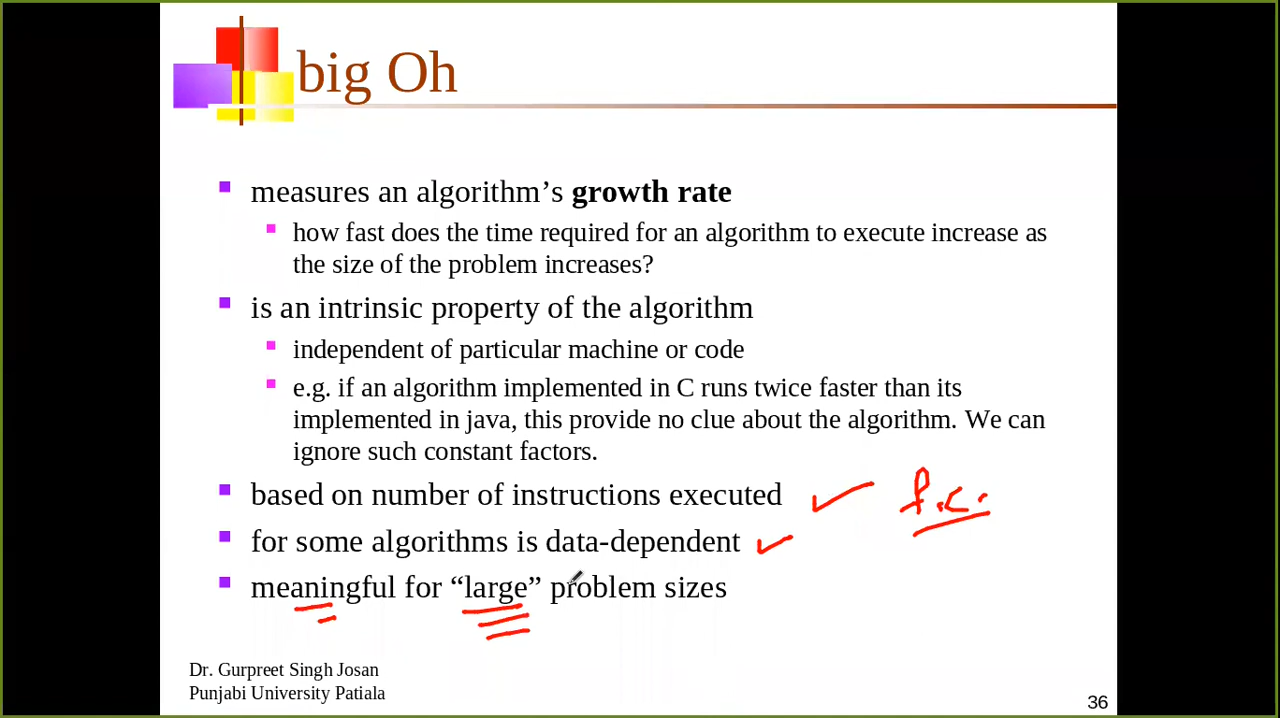 big Oh
measures an algorithm’s growth rate
how fast does the time required for an algorithm to execute increase as
the size of the problem increases?
is an intrinsic property of the algorithm
independent of particular machine or code
e.g. if an algorithm implemented in C runs twice faster than its
implemented in java, this provide no clue about the algorithm. We can
ignore such constant factors.
based on number of instructions executed
for some algorithms is data-dependent
meaningful for “large” problem sizes
Dr. Gurpreet Singh Josan
Punjabi University Patiala
36